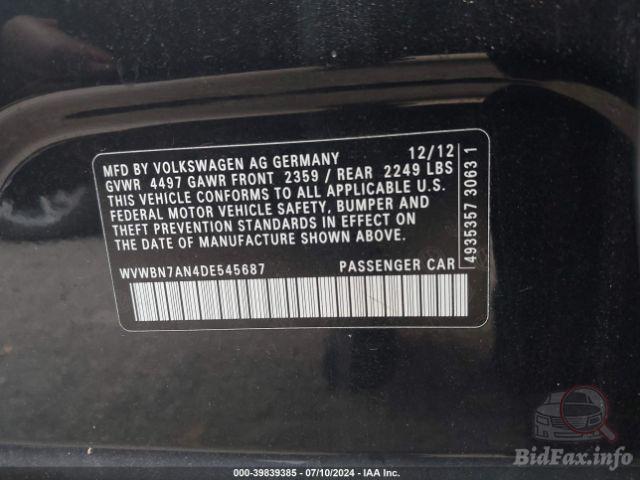 MFD BY VOLKSWAGEN AG GERMANY 12/12
GVWR 4497 GAWR FRONT 2359 / REAR 2249 LBS
THIS VEHICLE CONFORMS TO ALL APPLICABLE U.S.
FEDERAL MOTOR VEHICLE SAFETY, BUMPER AND
THEFT PREVENTION STANDARDS IN EFFECT ON
THE DATE OF MANUFACTURE SHOWN ABOVE.
WVWBN7AN4DE545687 PASSENGER CAR
4935357 3063 1
BidFax.info
000-39839385 - 07/10/2024 - IAA Inc.